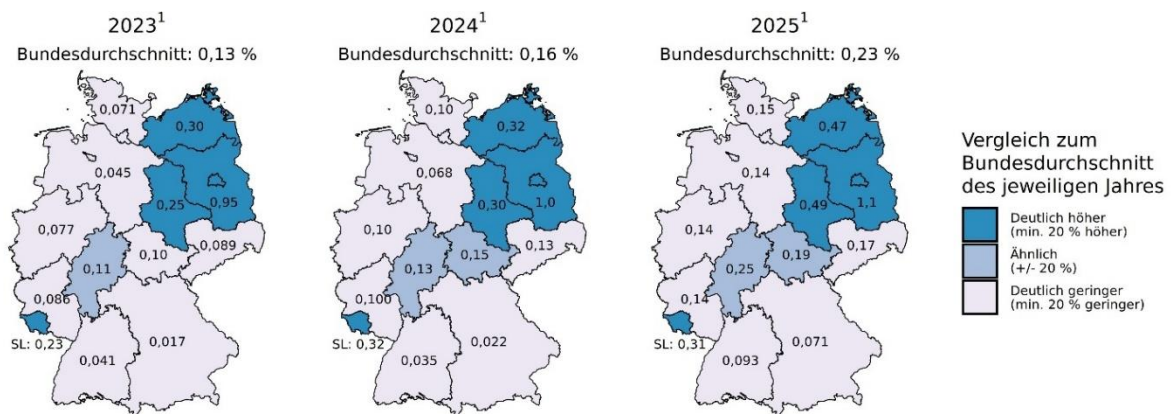 2023¹
Bundesdurchschnitt: 0,13 %
0,071
0,30
0,045
0,25
0,95
0,077
0,089
0,10
0,11
0,086
SL: 0,23
0,017
0,041
2024¹
Bundesdurchschnitt: 0,16 %
0,10
0,32
0,068
0,30
1,0
0,10
0,13
0,15
0,13
0,100
SL: 0,32
0,022
0,035
2025¹
Bundesdurchschnitt: 0,23 %
0,15
0,47
0,14
0,49
1,1
0,14
0,17
0,19
0,25
0,14
SL: 0,31
0,071
0,093
Vergleich zum
Bundesdurchschnitt
des jeweiligen Jahres
Deutlich höher
(min. 20 % höher)
Ähnlich
(+/- 20 %)
Deutlich geringer
(min. 20 % geringer)